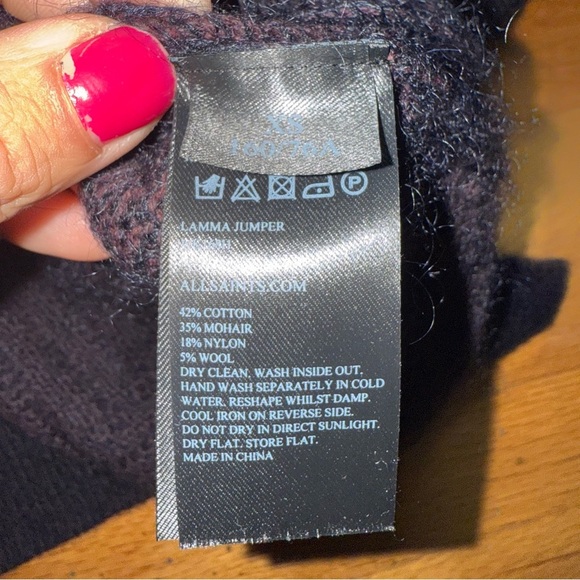 XS
LAMMA JUMPER
ALLSAINTS.COM
42% COTTON
35% MOHAIR
18% NYLON
5% WOOL
DRY CLEAN. WASH INSIDE OUT.
HAND WASH SEPARATELY IN COLD
WATER. RESHAPE WHILST DAMP.
COOL IRON ON REVERSE SIDE.
DO NOT DRY IN DIRECT SUNLIGHT.
DRY FLAT. STORE FLAT.
MADE IN CHINA